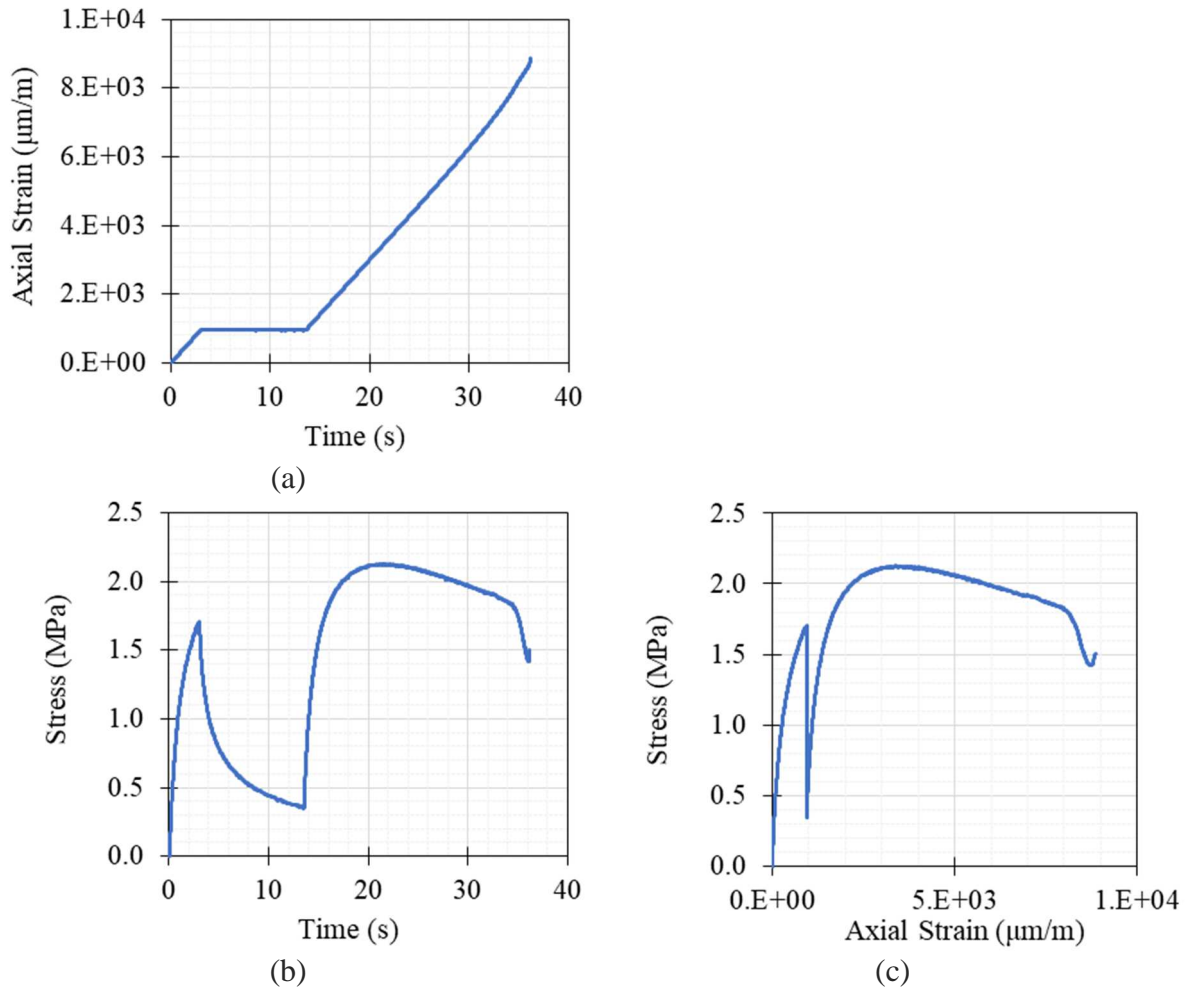 1.E+04
8.E+03
6.E+03
4.E+03
2.E+03
0.E+00
Axial Strain (μm/m)
0 10 20 30 40
Time (s)
(a)
2.5
2.0
1.5
1.0
0.5
0.0
Stress (MPa)
0 10 20 30 40
Time (s)
(b)
2.5
2.0
1.5
1.0
0.5
0.0
Stress (MPa)
0.E+00 5.E+03 1.E+04
Axial Strain (μm/m)
(c)